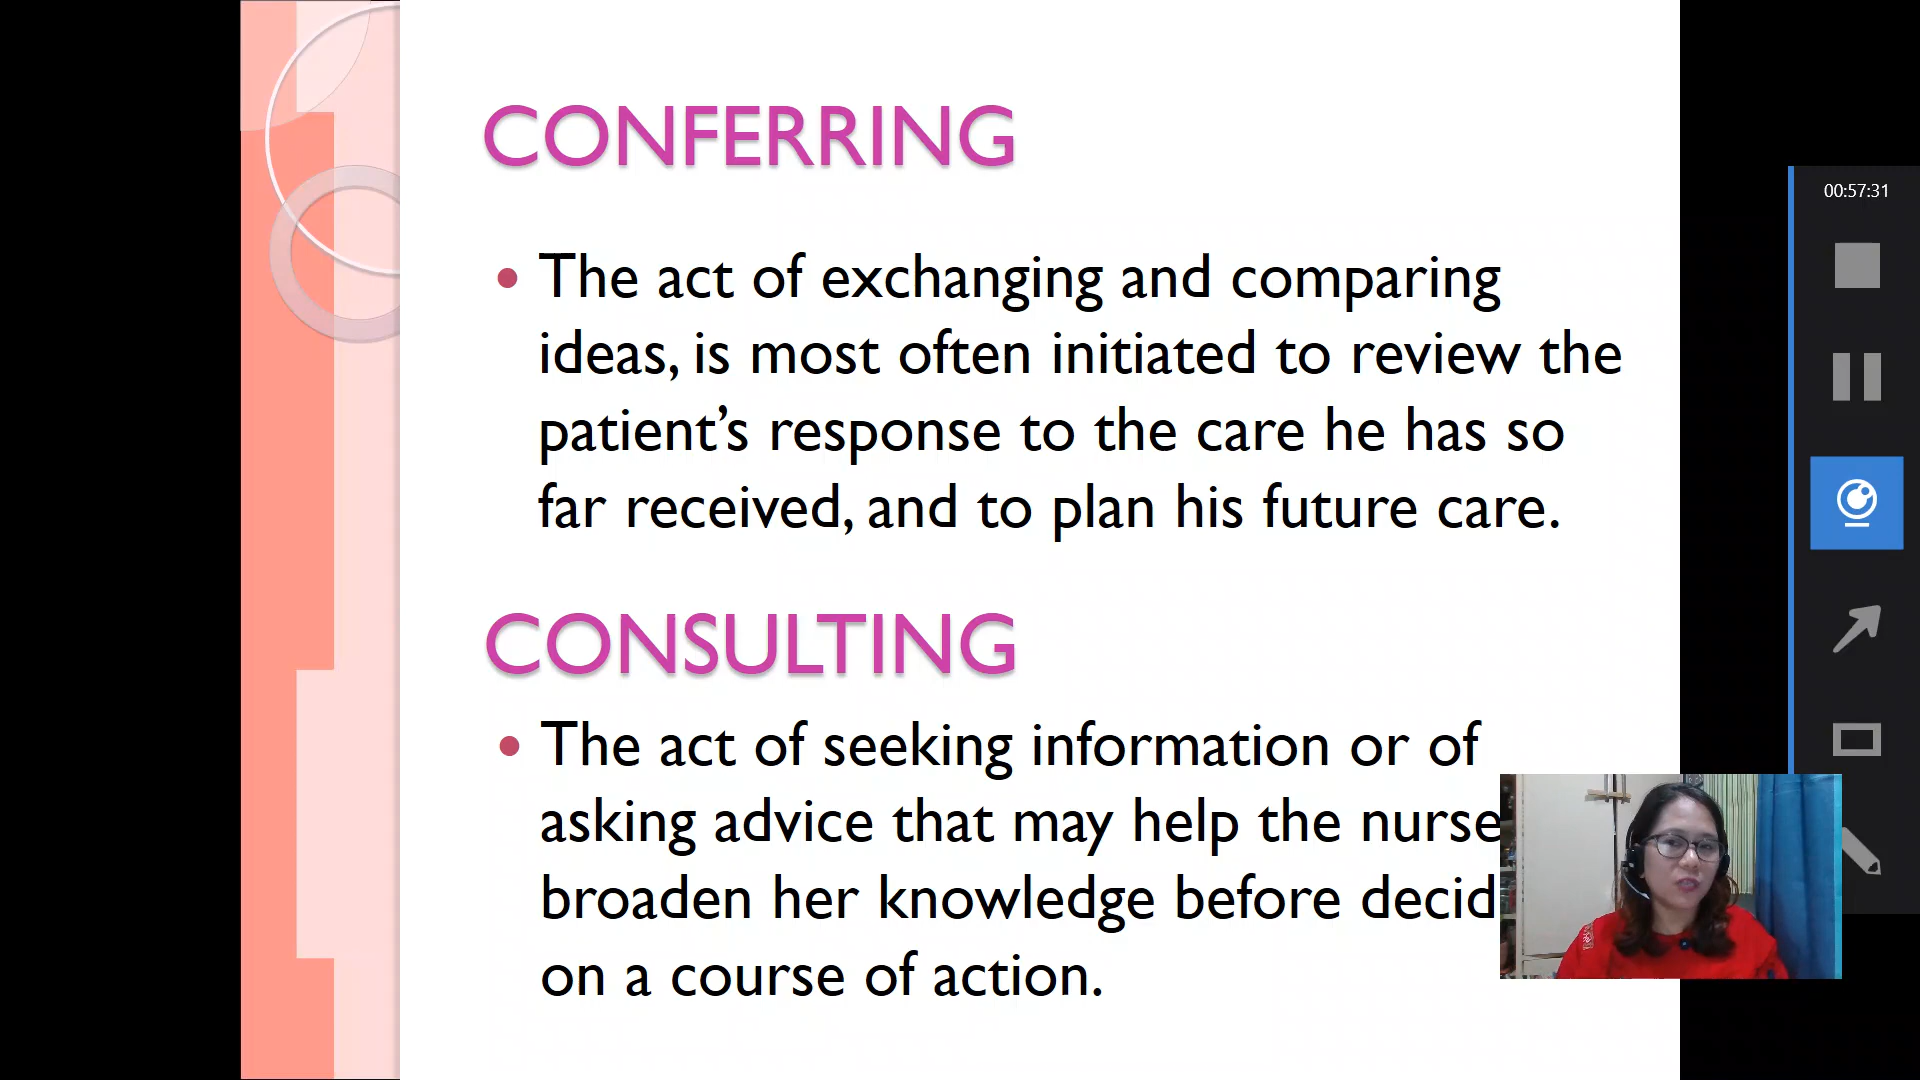 CONFERRING
• The act of exchanging and comparing
ideas, is most often initiated to review the
patient’s response to the care he has so
far received, and to plan his future care.
CONSULTING
• The act of seeking information or of
asking advice that may help the nurse
broaden her knowledge before decid
on a course of action.
00:57:31